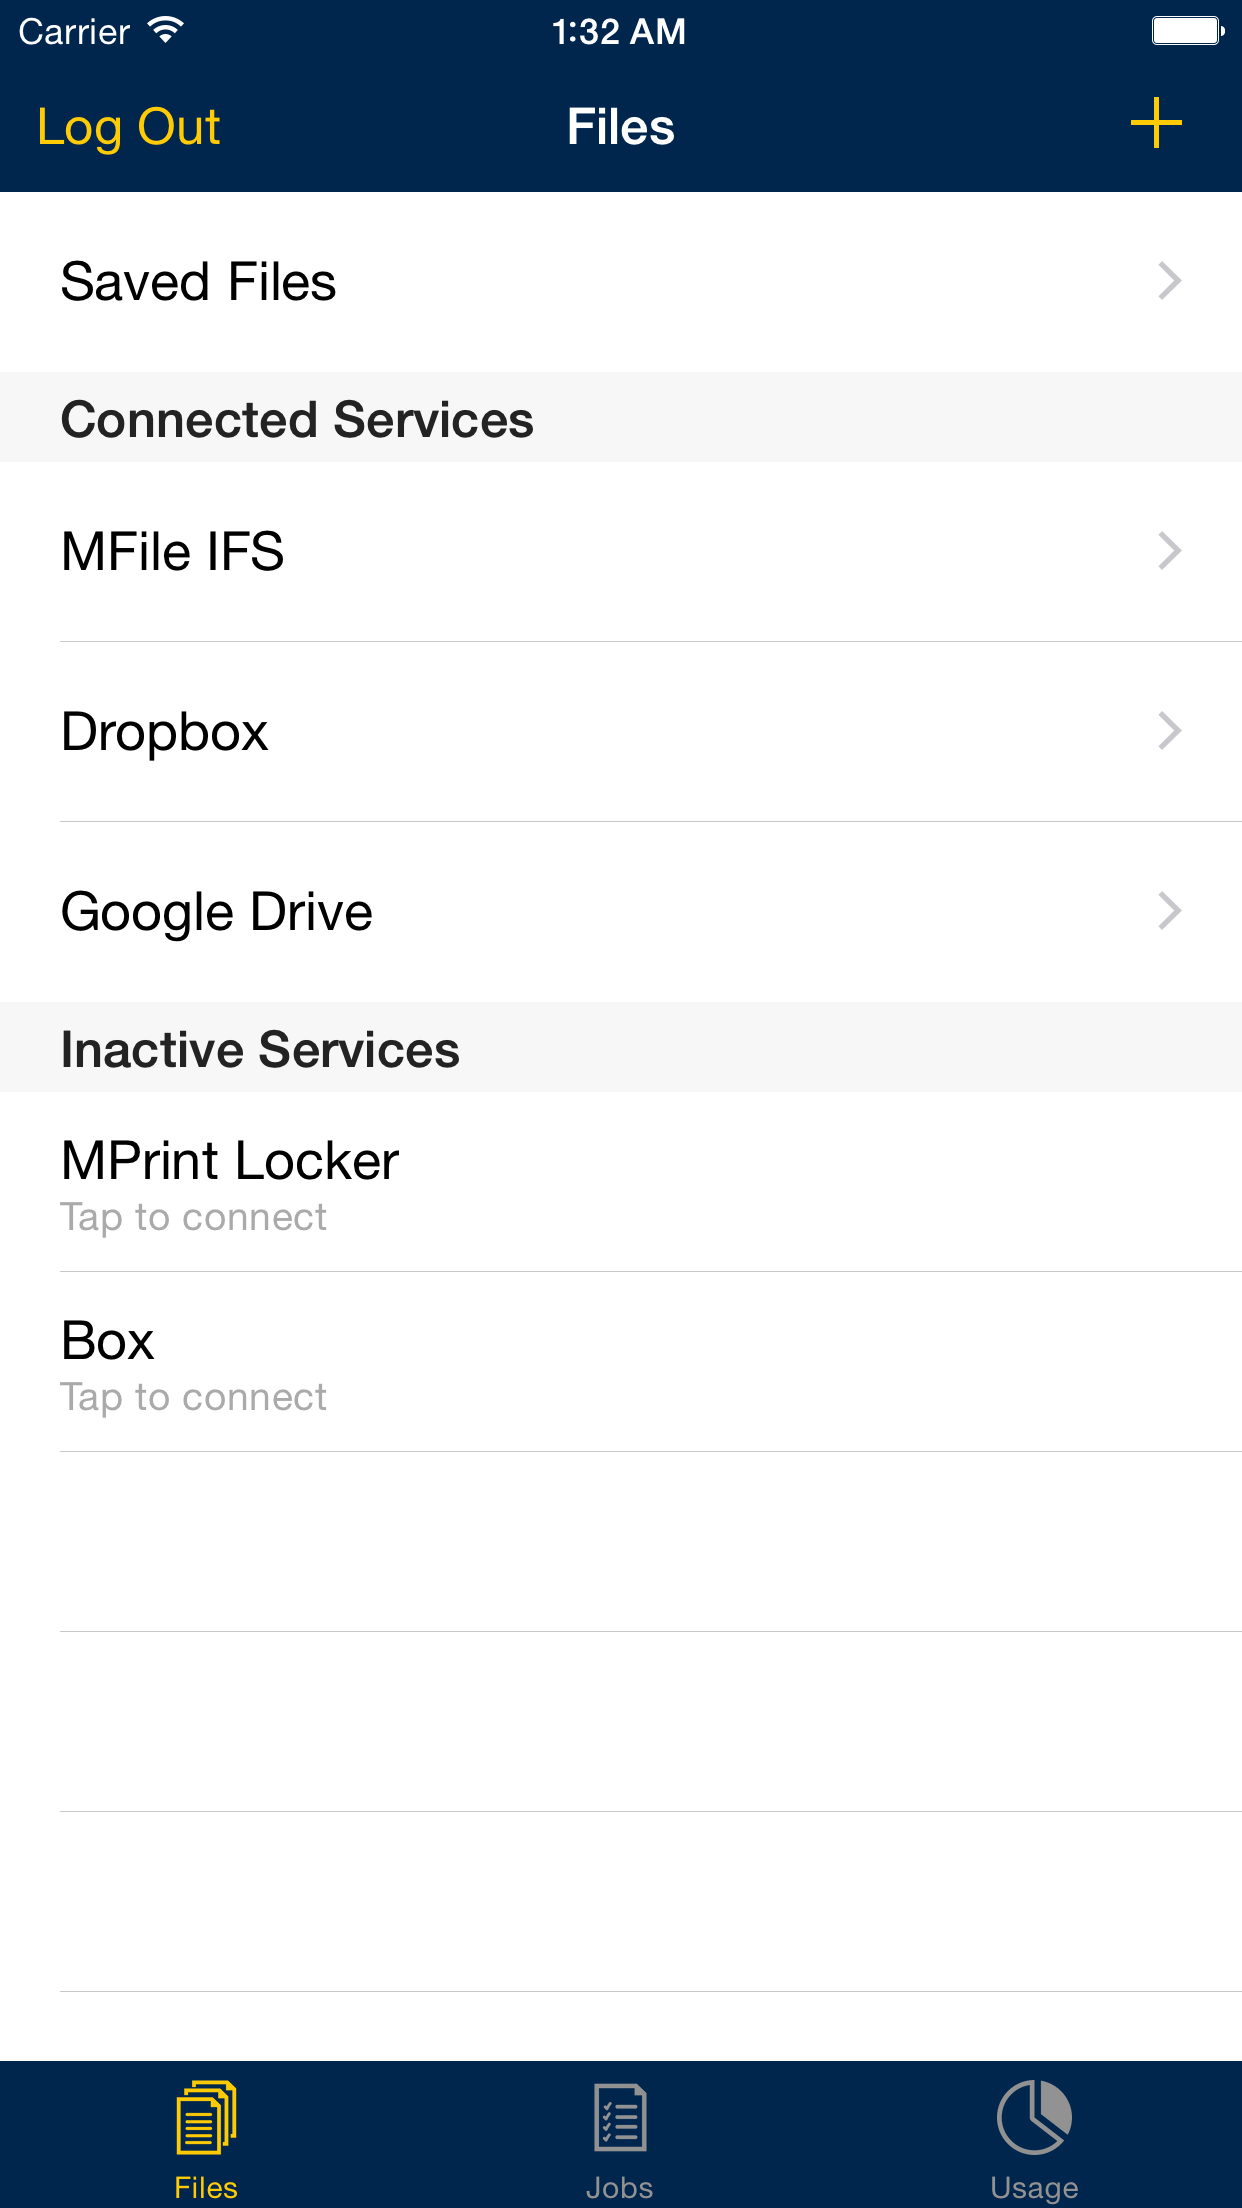 Carrier 1:32 AM
Log Out Files
Saved Files
Connected Services
MFile IFS
Dropbox
Google Drive
Inactive Services
MPrint Locker
Tap to connect
Box
Tap to connect
Files Jobs Usage